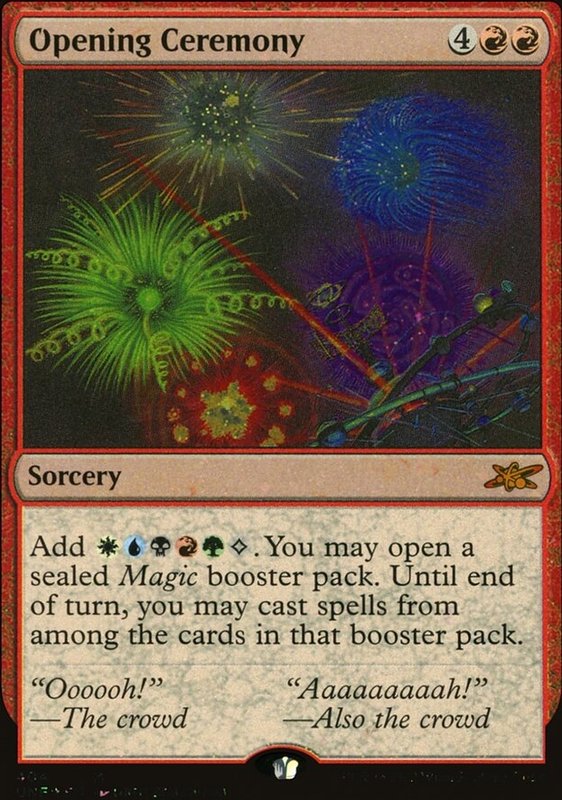 Opening Ceremony 4
Sorcery
Add . You may open a
sealed Magic booster pack. Until end
of turn, you may cast spells from
among the cards in that booster pack.
“Oooooh!” “Aaaaaaaaah!”
—The crowd —Also the crowd